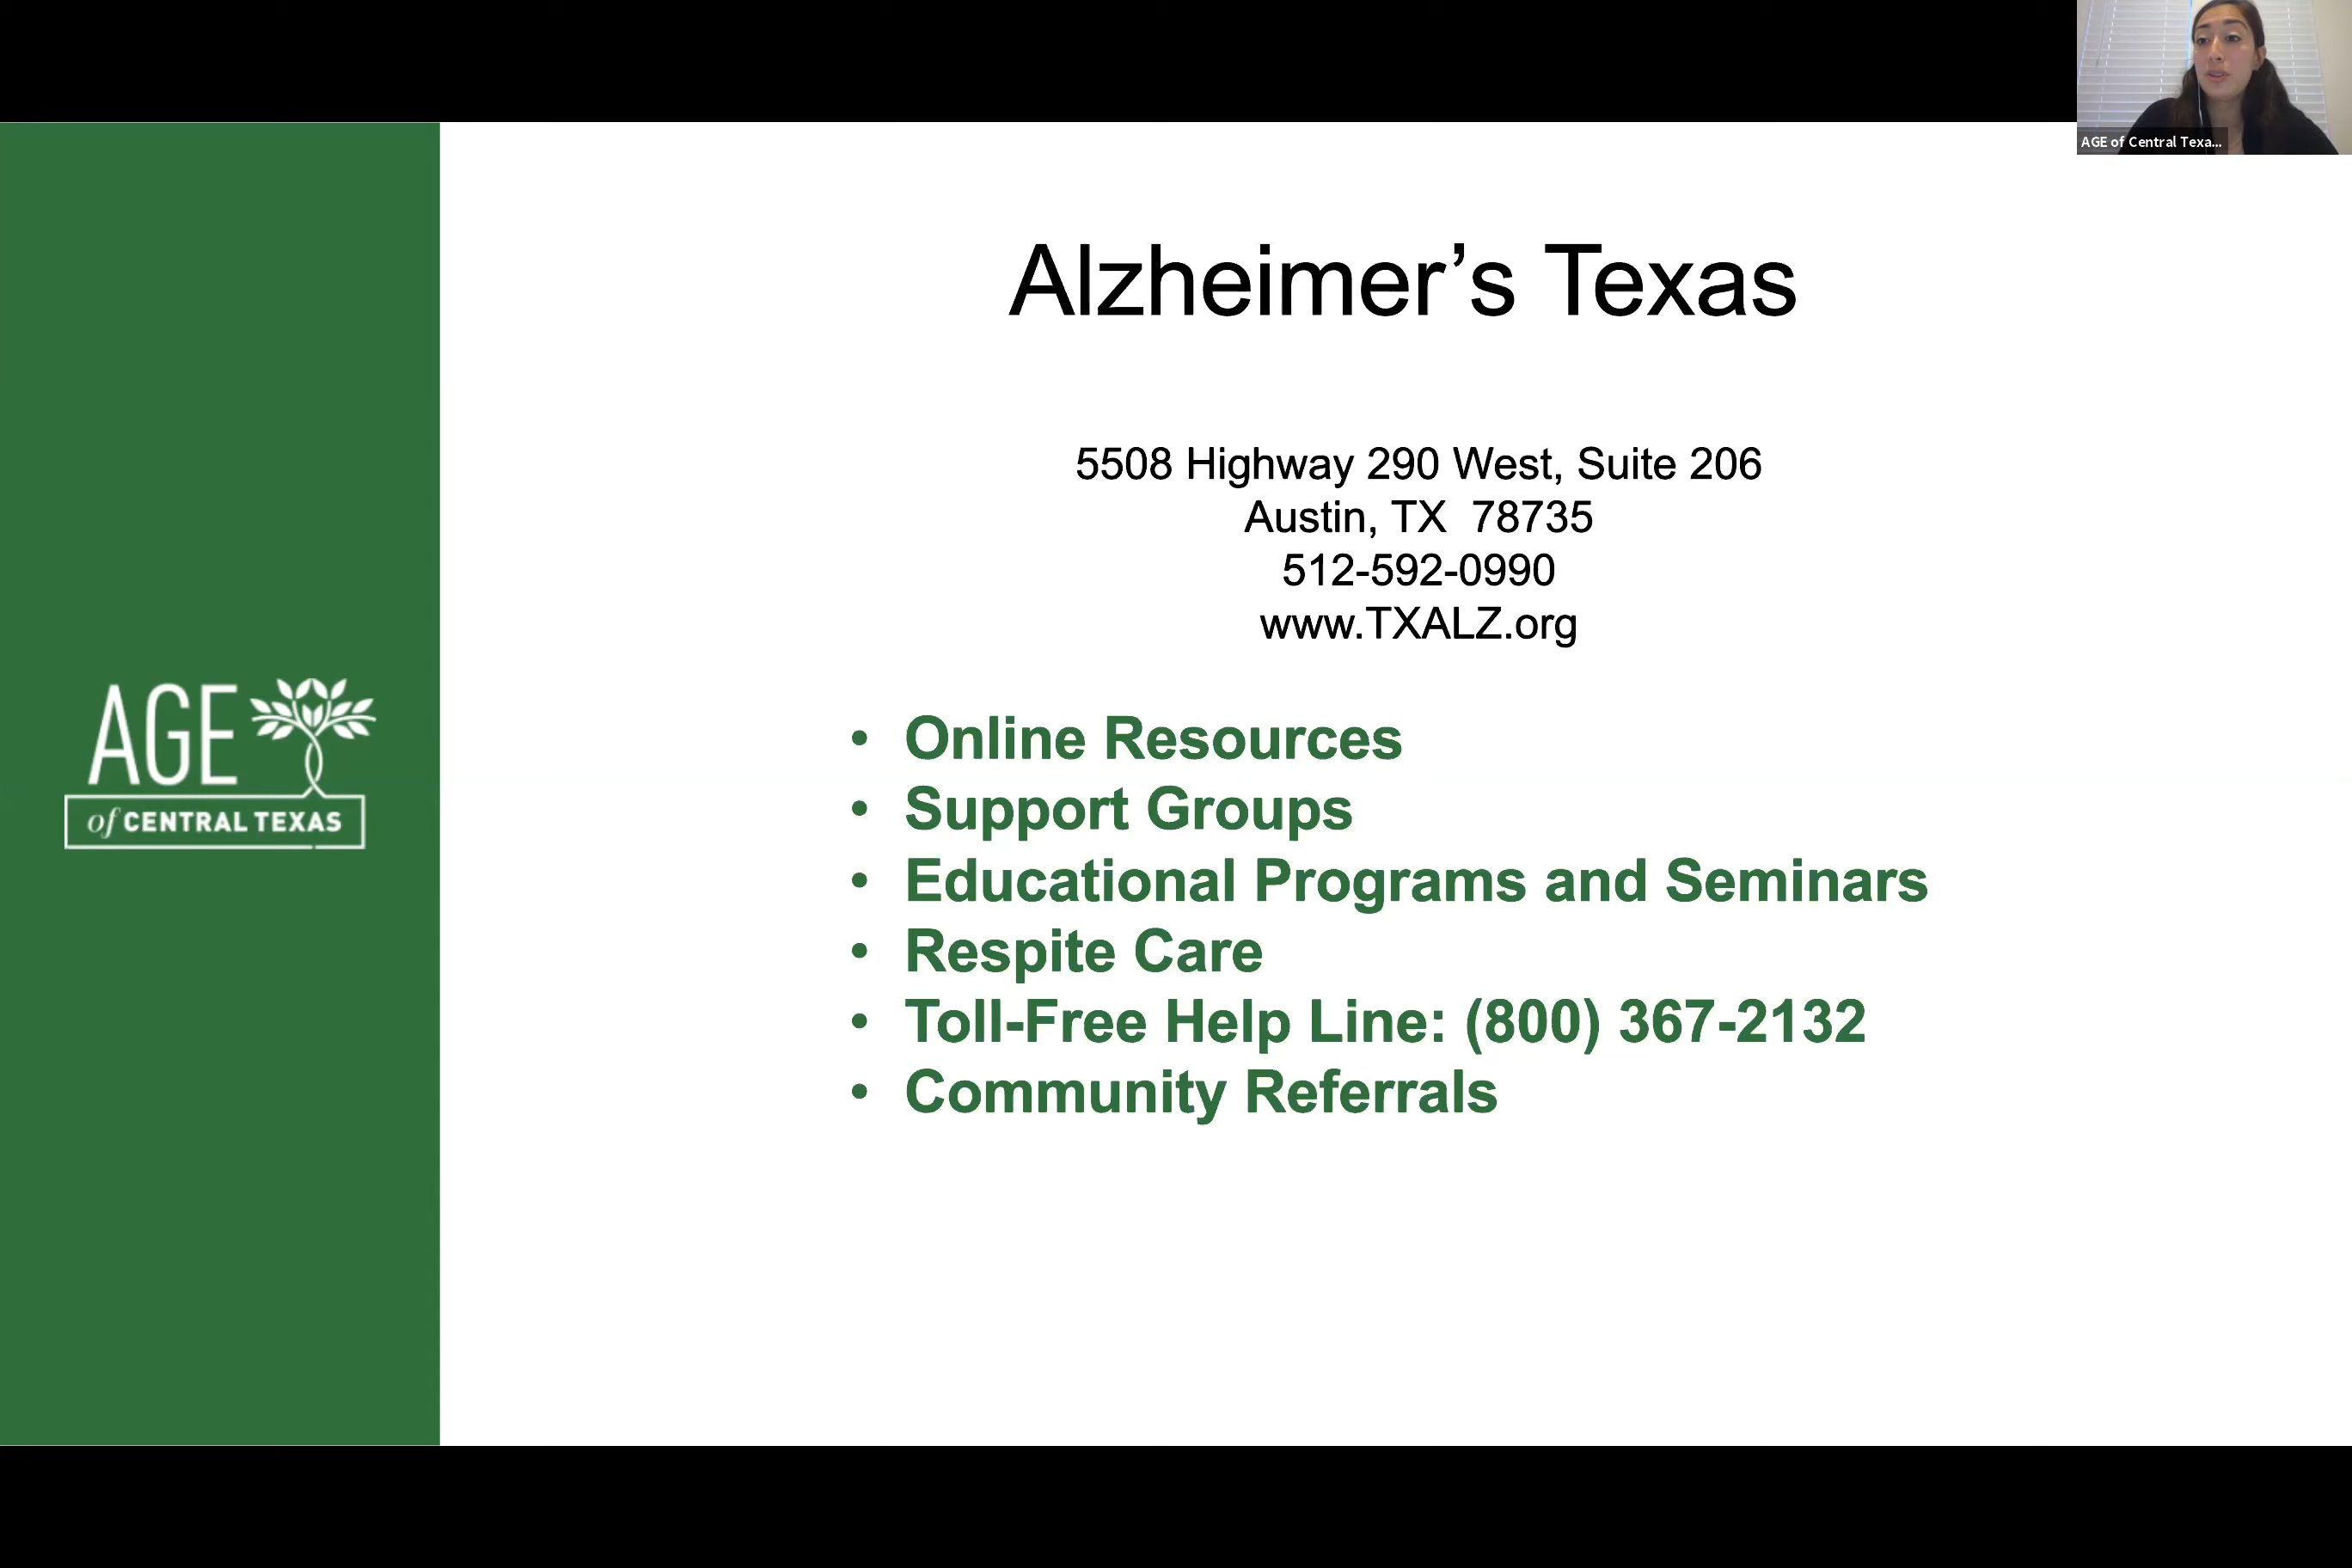 AGE of Central Texa...
Alzheimer’s Texas
5508 Highway 290 West, Suite 206
Austin, TX  78735
512-592-0990
www.TXALZ.org
AGE
of CENTRAL TEXAS
• Online Resources
• Support Groups
• Educational Programs and Seminars
• Respite Care
• Toll-Free Help Line: (800) 367-2132
• Community Referrals